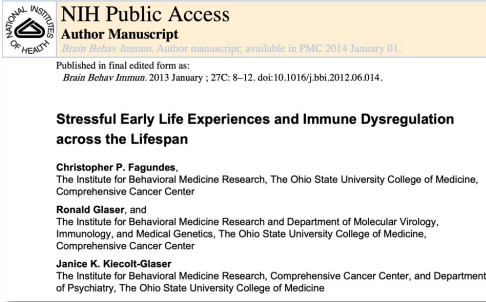 NATIONAL INSTITUTES
OF HEALTH
NIH Public Access
Author Manuscript
Brain Behav Immun. Author manuscript; available in PMC 2014 January 01.
Published in final edited form as:
Brain Behav Immun. 2013 January ; 27C: 8–12. doi:10.1016/j.bbi.2012.06.014.
Stressful Early Life Experiences and Immune Dysregulation
across the Lifespan
Christopher P. Fagundes,
The Institute for Behavioral Medicine Research, The Ohio State University College of Medicine,
Comprehensive Cancer Center
Ronald Glaser, and
The Institute for Behavioral Medicine Research and Department of Molecular Virology,
Immunology, and Medical Genetics, The Ohio State University College of Medicine,
Comprehensive Cancer Center
Janice K. Kiecolt-Glaser
The Institute for Behavioral Medicine Research, Comprehensive Cancer Center, and Department
of Psychiatry, The Ohio State University College of Medicine